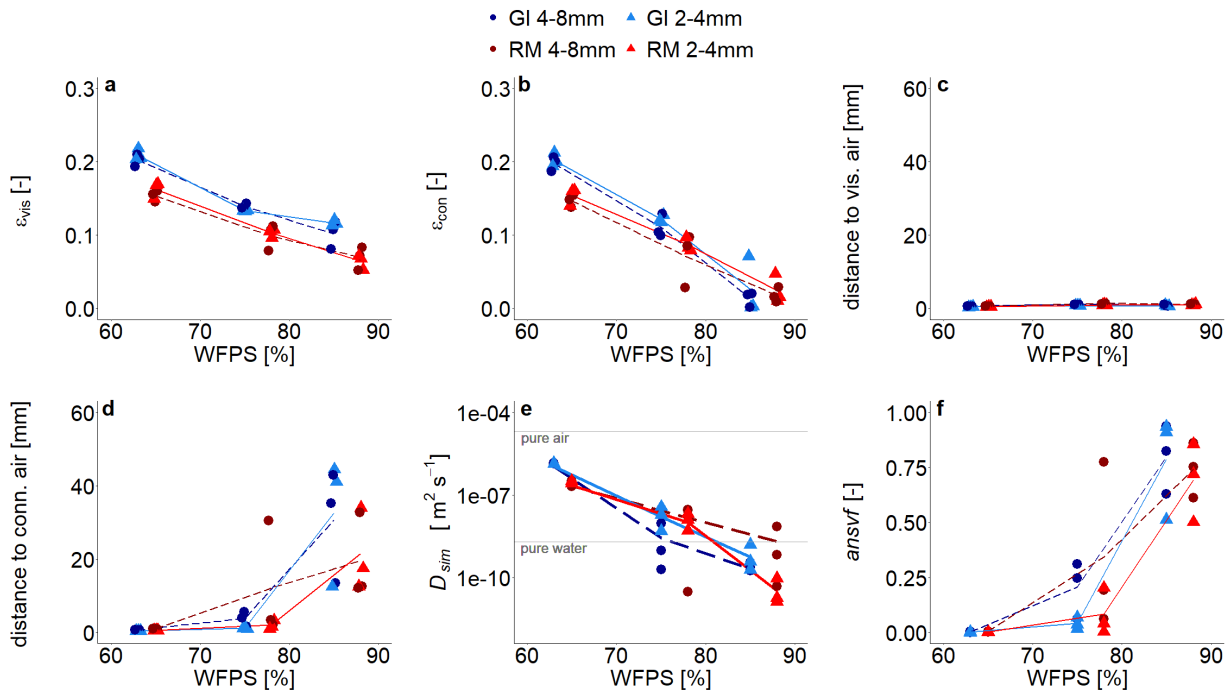 GI 4-8mm GI 2-4mm
RM 4-8mm RM 2-4mm
a
0.3
0.2
0.1
0.0
εvis [-]
60 70 80 90
WFPS [%]
b
0.3
0.2
0.1
0.0
εcon [-]
60 70 80 90
WFPS [%]
c
60
40
20
0
distance to vis. air [mm]
60 70 80 90
WFPS [%]
d
60
40
20
0
distance to conn. air [mm]
60 70 80 90
WFPS [%]
e
1e-04
1e-07
1e-10
Dsim [ m² s⁻¹]
pure air
pure water
60 70 80 90
WFPS [%]
f
1.00
0.75
0.50
0.25
0.00
ansvf [-]
60 70 80 90
WFPS [%]